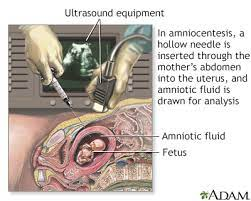 Ultrasound equipment
In amniocentesis, a
hollow needle is
inserted through the
mother's abdomen
into the uterus, and
amniotic fluid is
drawn for analysis
Amniotic fluid
Fetus
ADAM.